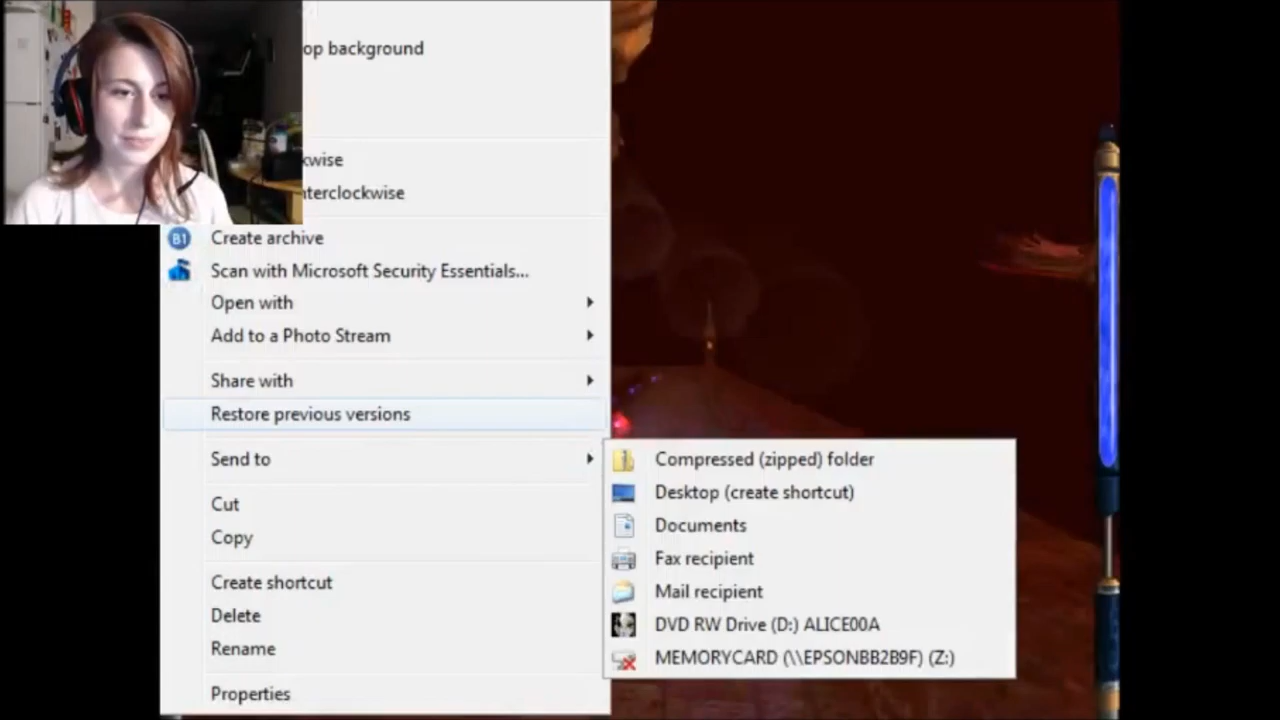 op background
kwise
nterclockwise
B1 Create archive
Scan with Microsoft Security Essentials...
Open with
Add to a Photo Stream
Share with
Restore previous versions
Send to
Cut
Copy
Create shortcut
Delete
Rename
Properties
Compressed (zipped) folder
Desktop (create shortcut)
Documents
Fax recipient
Mail recipient
DVD RW Drive (D:) ALICE00A
MEMORYCARD (\\EPSONBB2B9F) (Z:)